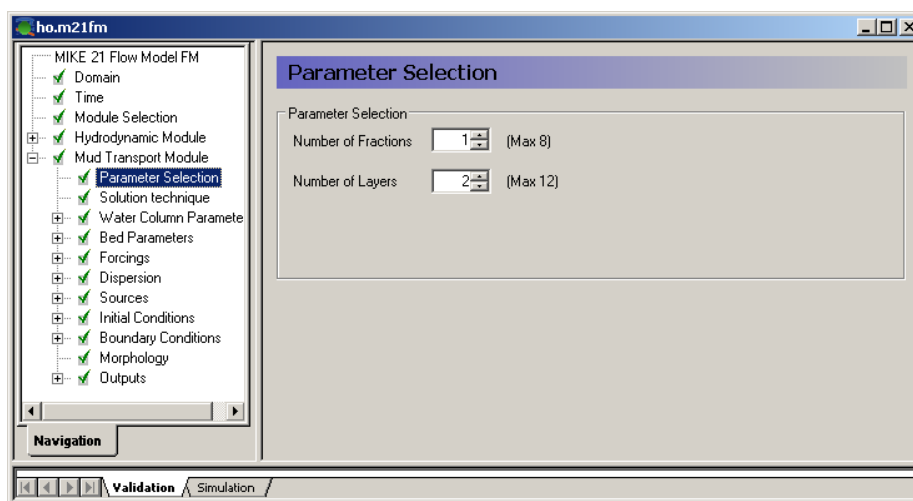 ho.m21fm
MIKE 21 Flow Model FM
Domain
Time
Module Selection
Hydrodynamic Module
Mud Transport Module
Parameter Selection
Solution technique
Water Column Paramete
Bed Parameters
Forcings
Dispersion
Sources
Initial Conditions
Boundary Conditions
Morphology
Outputs
Navigation
Parameter Selection
Parameter Selection
Number of Fractions 1 (Max 8)
Number of Layers 2 (Max 12)
Validation Simulation